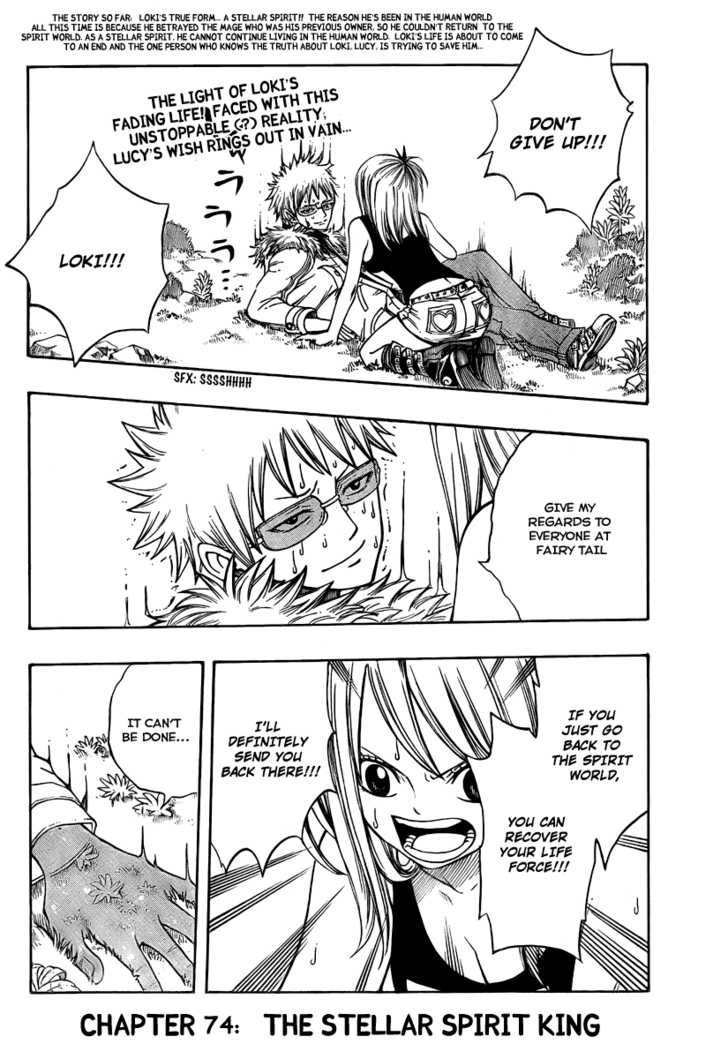 THE STORY SO FAR: LOKI'S TRUE FORM... A STELLAR SPIRIT!! THE REASON HE'S BEEN IN THE HUMAN WORLD
ALL THIS TIME IS BECAUSE HE BETRAYED THE MAGE WHO WAS HIS PREVIOUS OWNER, SO HE COULDN'T RETURN TO THE
SPIRIT WORLD. AS A STELLAR SPIRIT, HE CANNOT CONTINUE LIVING IN THE HUMAN WORLD. LOKI'S LIFE IS ABOUT TO COME
TO AN END AND THE ONE PERSON WHO KNOWS THE TRUTH ABOUT LOKI, LUCY, IS TRYING TO SAVE HIM...
THE LIGHT OF LOKI'S
FADING LIFE! FACED WITH THIS
UNSTOPPABLE (?) REALITY,
LUCY'S WISH RINGS OUT IN VAIN...
DON'T
GIVE UP!!!
ううう…
LOKI!!!
SFX: SSSSHHHH
GIVE MY
REGARDS TO
EVERYONE AT
FAIRY TAIL
IF YOU
JUST GO
BACK TO
THE SPIRIT
WORLD,
YOU CAN
RECOVER
YOUR LIFE
FORCE!!!
I'LL
DEFINITELY
SEND YOU
BACK THERE!!!
IT CAN'T
BE DONE...
CHAPTER 74: THE STELLAR SPIRIT KING